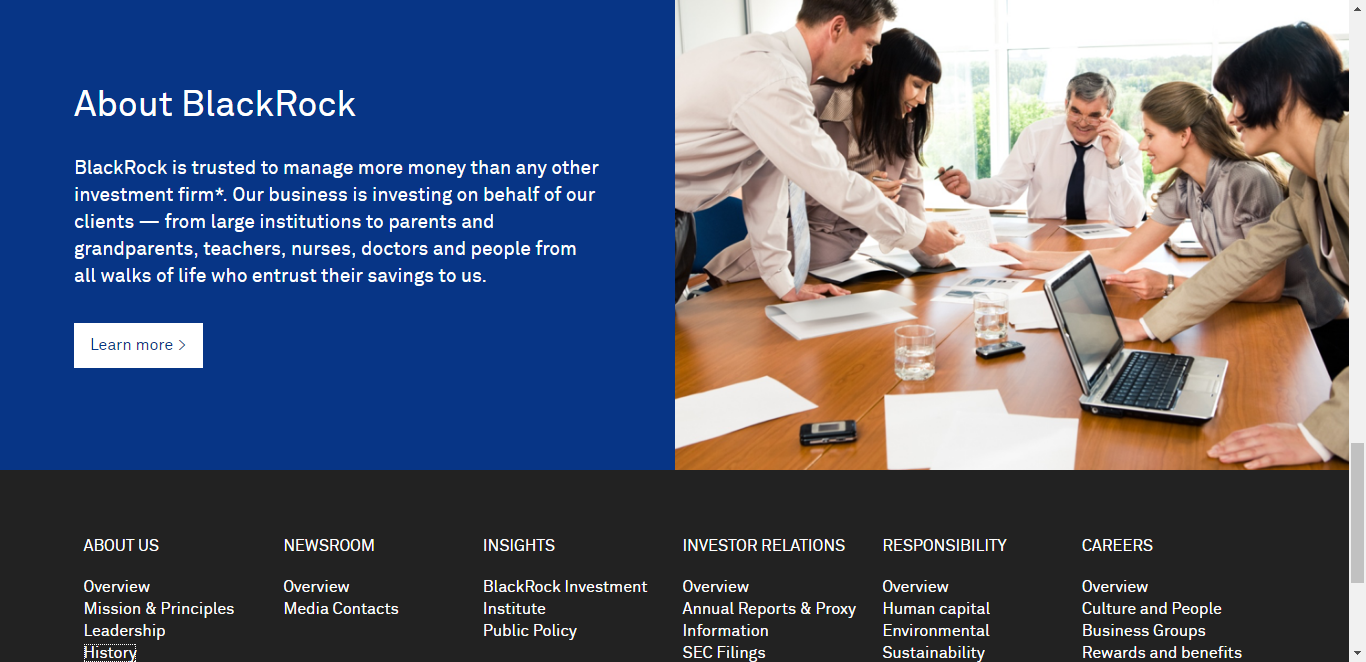 About BlackRock
BlackRock is trusted to manage more money than any other
investment firm*. Our business is investing on behalf of our
clients — from large institutions to parents and
grandparents, teachers, nurses, doctors and people from
all walks of life who entrust their savings to us.
Learn more >
ABOUT US
Overview
Mission & Principles
Leadership
History
NEWSROOM
Overview
Media Contacts
INSIGHTS
BlackRock Investment
Institute
Public Policy
INVESTOR RELATIONS
Overview
Annual Reports & Proxy
Information
SEC Filings
RESPONSIBILITY
Overview
Human capital
Environmental
Sustainability
CAREERS
Overview
Culture and People
Business Groups
Rewards and benefits